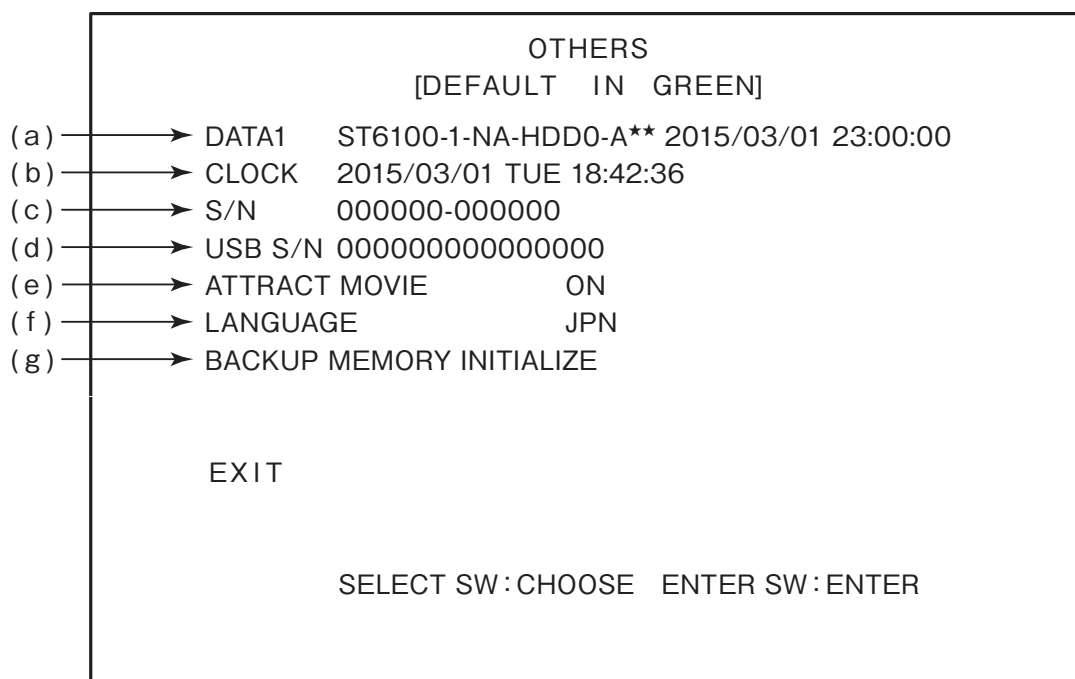 OTHERS
[DEFAULT IN GREEN]
(a) DATA1 ST6100-1-NA-HDD0-A★★ 2015/03/01 23:00:00
(b) CLOCK 2015/03/01 TUE 18:42:36
(c) S/N 000000-000000
(d) USB S/N 000000000000000
(e) ATTRACT MOVIE ON
(f) LANGUAGE JPN
(g) BACKUP MEMORY INITIALIZE
EXIT
SELECT SW:CHOOSE ENTER SW:ENTER